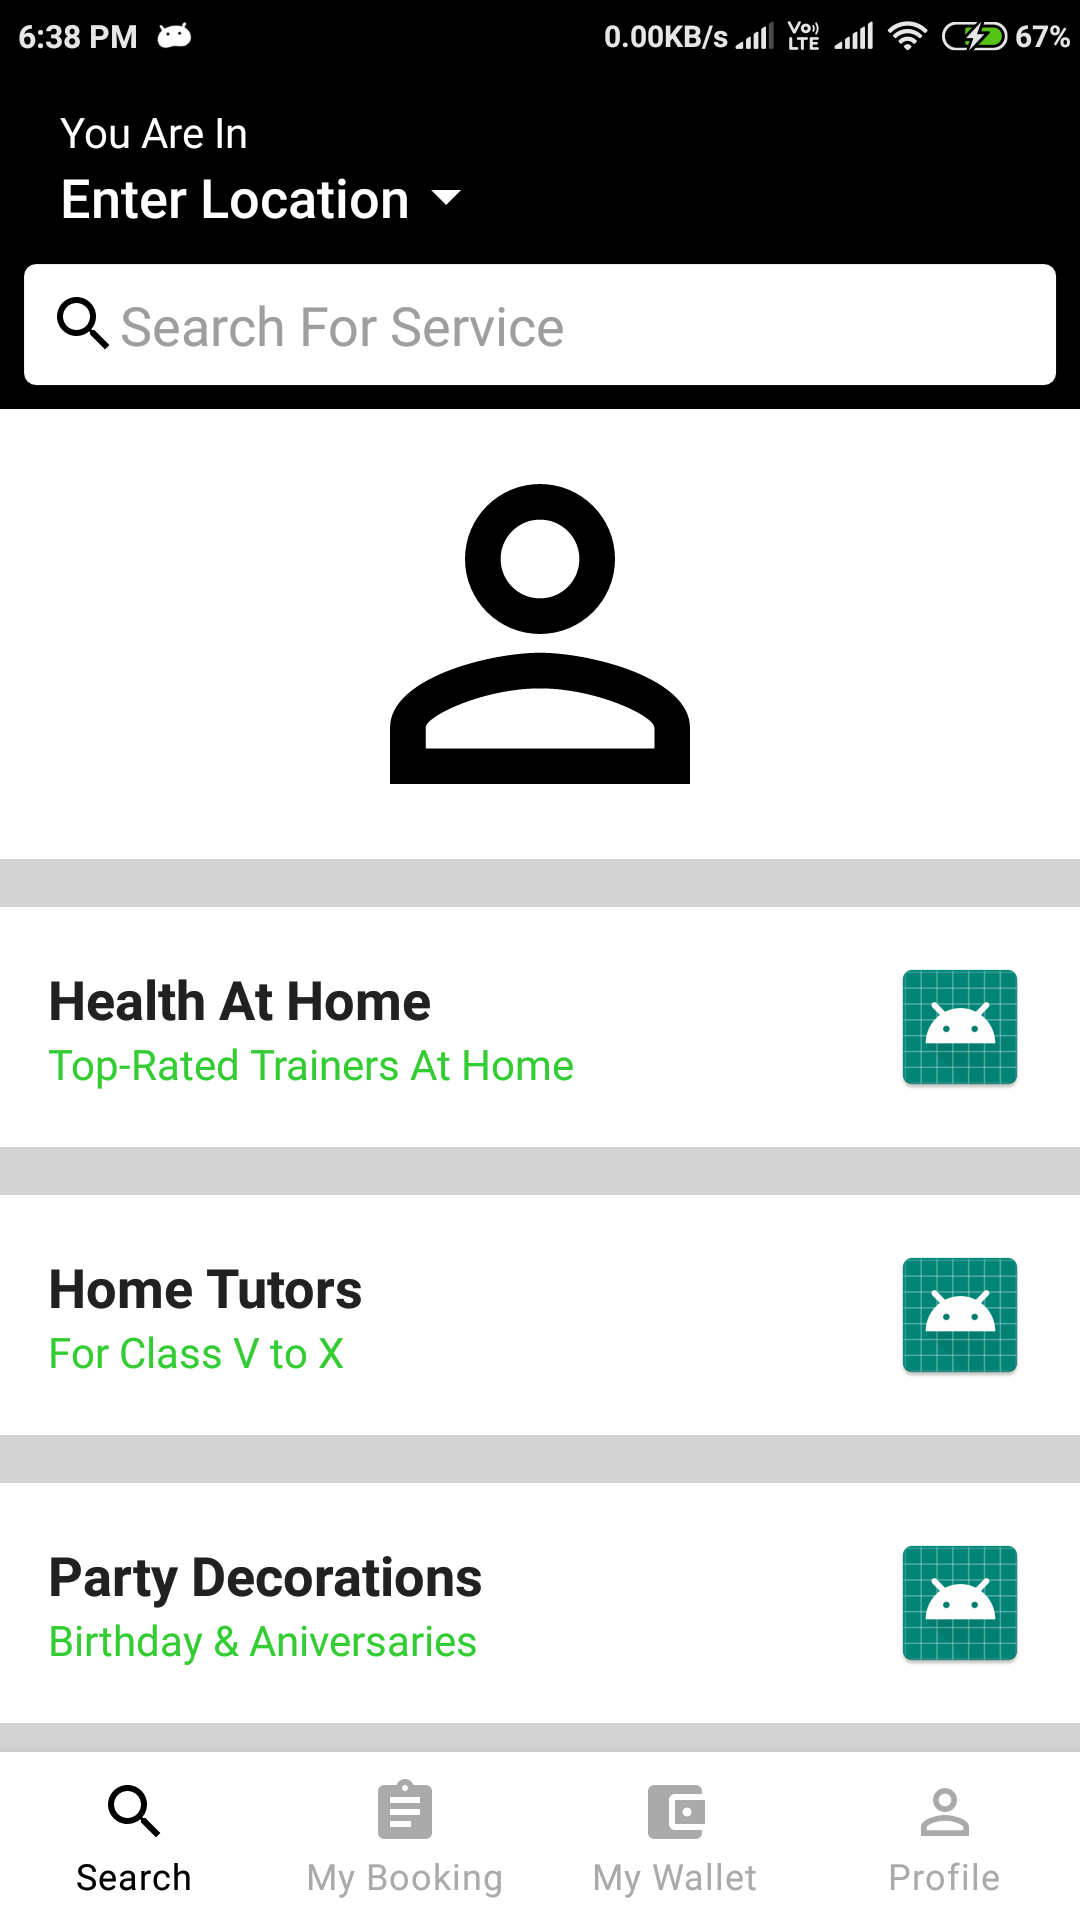 6:38 PM 0.00KB/s Vo) LTE 67%
You Are In
Enter Location
Search For Service
Health At Home
Top-Rated Trainers At Home
Home Tutors
For Class V to X
Party Decorations
Birthday & Aniversaries
Search My Booking My Wallet Profile